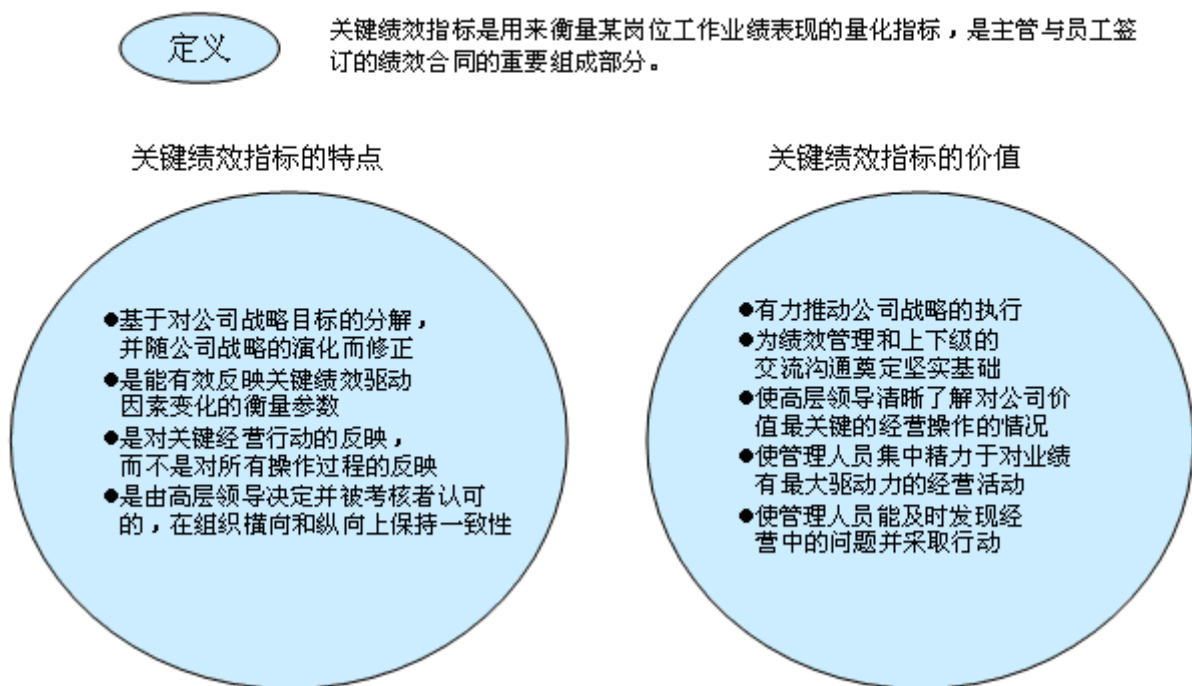 定义
关键绩效指标是用来衡量某岗位工作业绩表现的量化指标，是主管与员工签
订的绩效合同的重要组成部分。
关键绩效指标的特点
●基于对公司战略目标的分解，
并随公司战略的演化而修正
●是能有效反映关键绩效驱动
因素变化的衡量参数
●是对关键经营行动的反映，
而不是对所有操作过程的反映
●是由高层领导决定并被考核者认可
的，在组织横向和纵向上保持一致性
关键绩效指标的价值
●有力推动公司战略的执行
●为绩效管理和上下级的
交流沟通奠定坚实基础
●使高层领导清晰了解对公司价
值最关键的经营操作的情况
●使管理人员集中精力于对业绩
有最大驱动力的经营活动
●使管理人员能及时发现经
营中的问题并采取行动